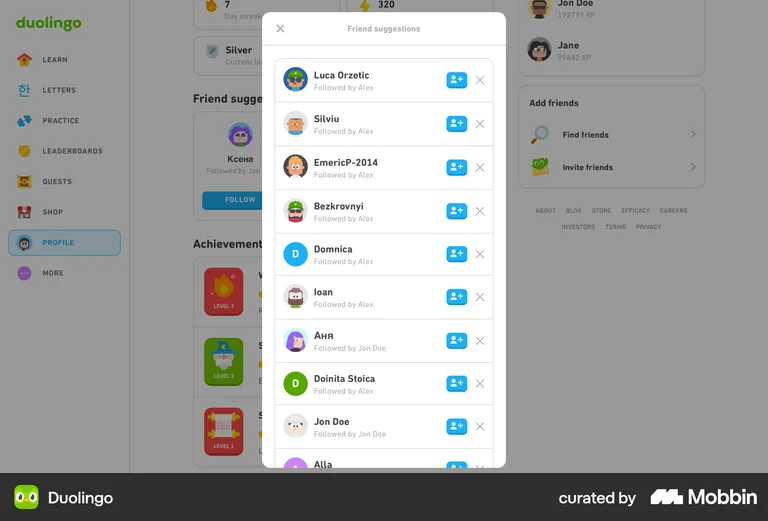 duolingo
LEARN
한
LETTERS
PRACTICE
LEADERBOARDS
QUESTS
SHOP
PROFILE
MORE
7
Day streak
320
Silver
Current lea
Friend sugge
Ксена
Followed by Jon
FOLLOW
Achievement
LEVEL 3
LEVEL 3
LEVEL 1
Friend suggestions
Luca Orzetic
Followed by Alex
Silviu
Followed by Alex
EmericP-2014
Followed by Alex
Bezkrovnyi
Followed by Alex
D
Domnica
Followed by Alex
Ioan
Followed by Alex
Аня
Followed by Jon Doe
D
Doinita Stoica
Followed by Alex
Jon Doe
Followed by Jon Doe
Alla
Jon Doe
192799 XP
Jane
99642 XP
Add friends
Find friends
Invite friends
ABOUT BLOG STORE EFFICACY CAREERS
INVESTORS TERMS PRIVACY
Duolingo
curated by Mobbin